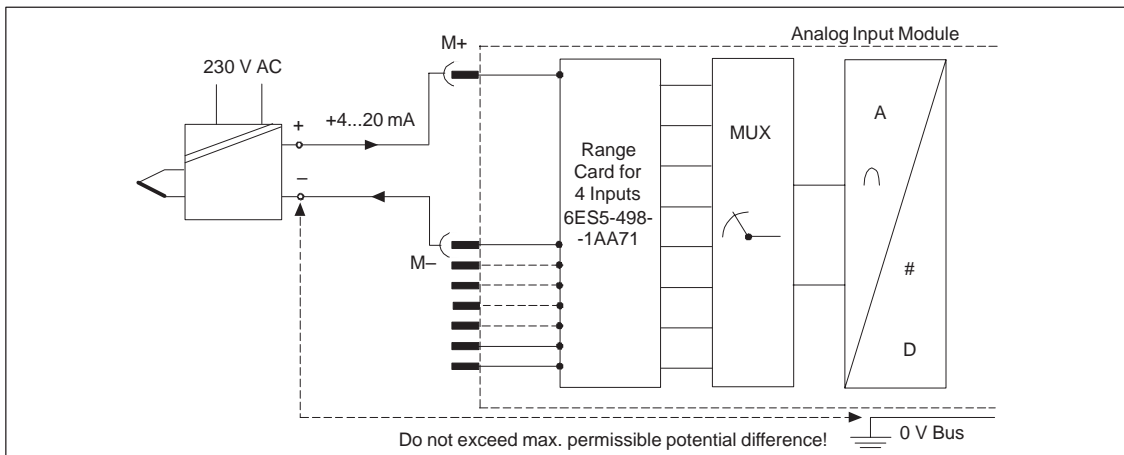 Analog Input Module
M+
230 V AC
+
+4...20 mA
–
M–
Range
Card for
4 Inputs
6ES5-498-
-1AA71
MUX
A
#
D
0 V Bus
Do not exceed max. permissible potential difference!